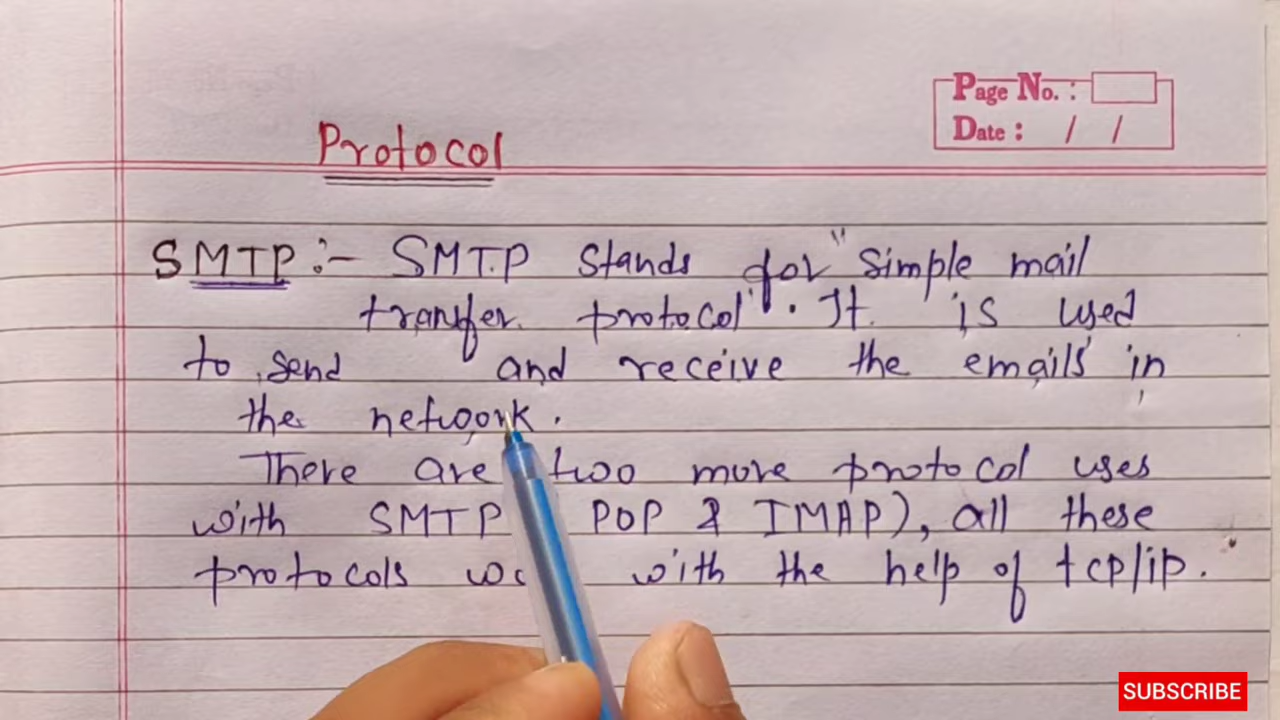 Page No. :
Date : / /
Protocol
SMTP :- SMTP stands for "simple mail
transfer protocol". It is used
to send and receive the emails in
the network.
There are two more protocol uses
with SMTP POP & IMAP), all these
protocols with the help of tcp/ip.
SUBSCRIBE